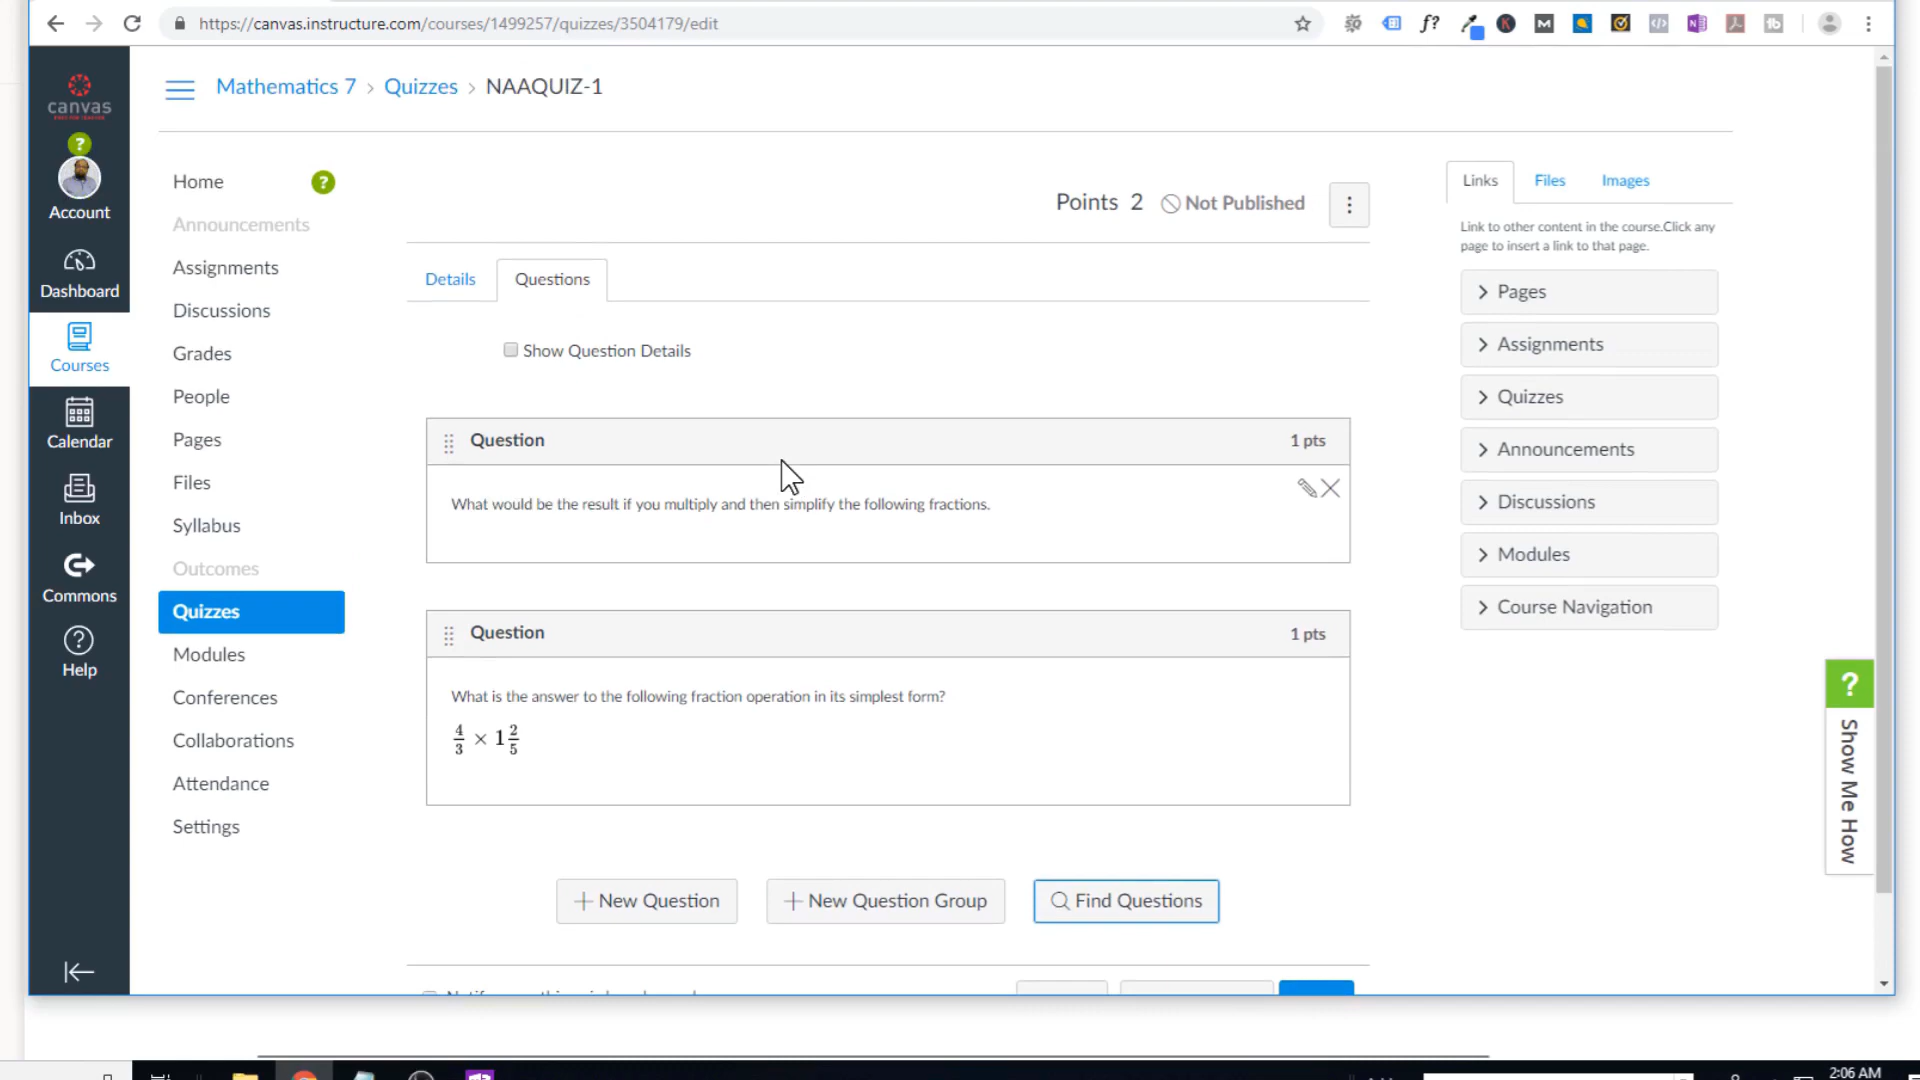 https://canvas.instructure.com/courses/1499257/quizzes/3504179/edit
f?
K
M
1b
canvas
?
Account
Dashboard
Courses
Calendar
Inbox
Commons
Help
Mathematics 7 > Quizzes > NAAQUIZ-1
Home
?
Announcements
Assignments
Discussions
Grades
People
Pages
Files
Syllabus
Outcomes
Quizzes
Modules
Conferences
Collaborations
Attendance
Settings
Points 2 Not Published
Details Questions
Show Question Details
Question 1 pts
What would be the result if you multiply and then simplify the following fractions.
Question 1 pts
What is the answer to the following fraction operation in its simplest form?
4/3 × 1 2/5
+ New Question + New Question Group Find Questions
Links Files Images
Link to other content in the course.Click any
page to insert a link to that page.
Pages
Assignments
Quizzes
Announcements
Discussions
Modules
Course Navigation
?
Show Me How
2:06 AM